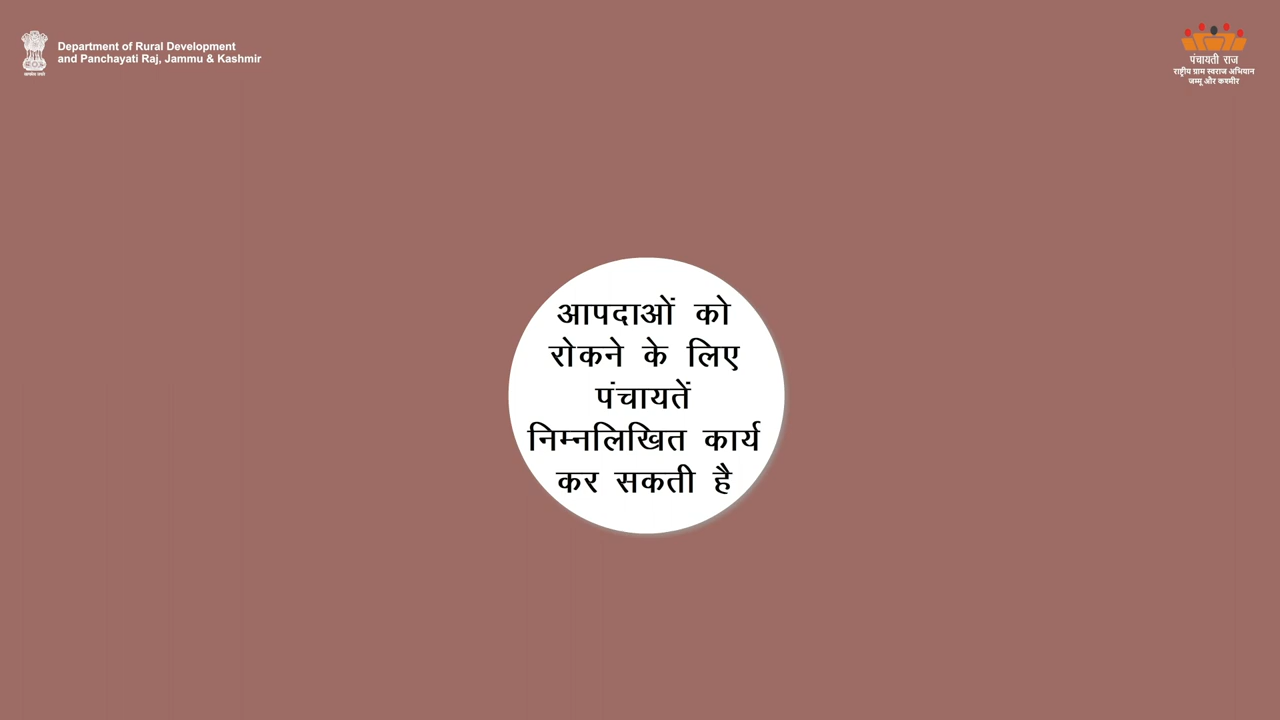 Department of Rural Development
and Panchayati Raj, Jammu & Kashmir
पंचायती राज
राष्ट्रीय ग्राम स्वराज अभियान
जम्मू और कश्मीर
आपदाओं को
रोकने के लिए
पंचायतें
निम्नलिखित कार्य
कर सकती है